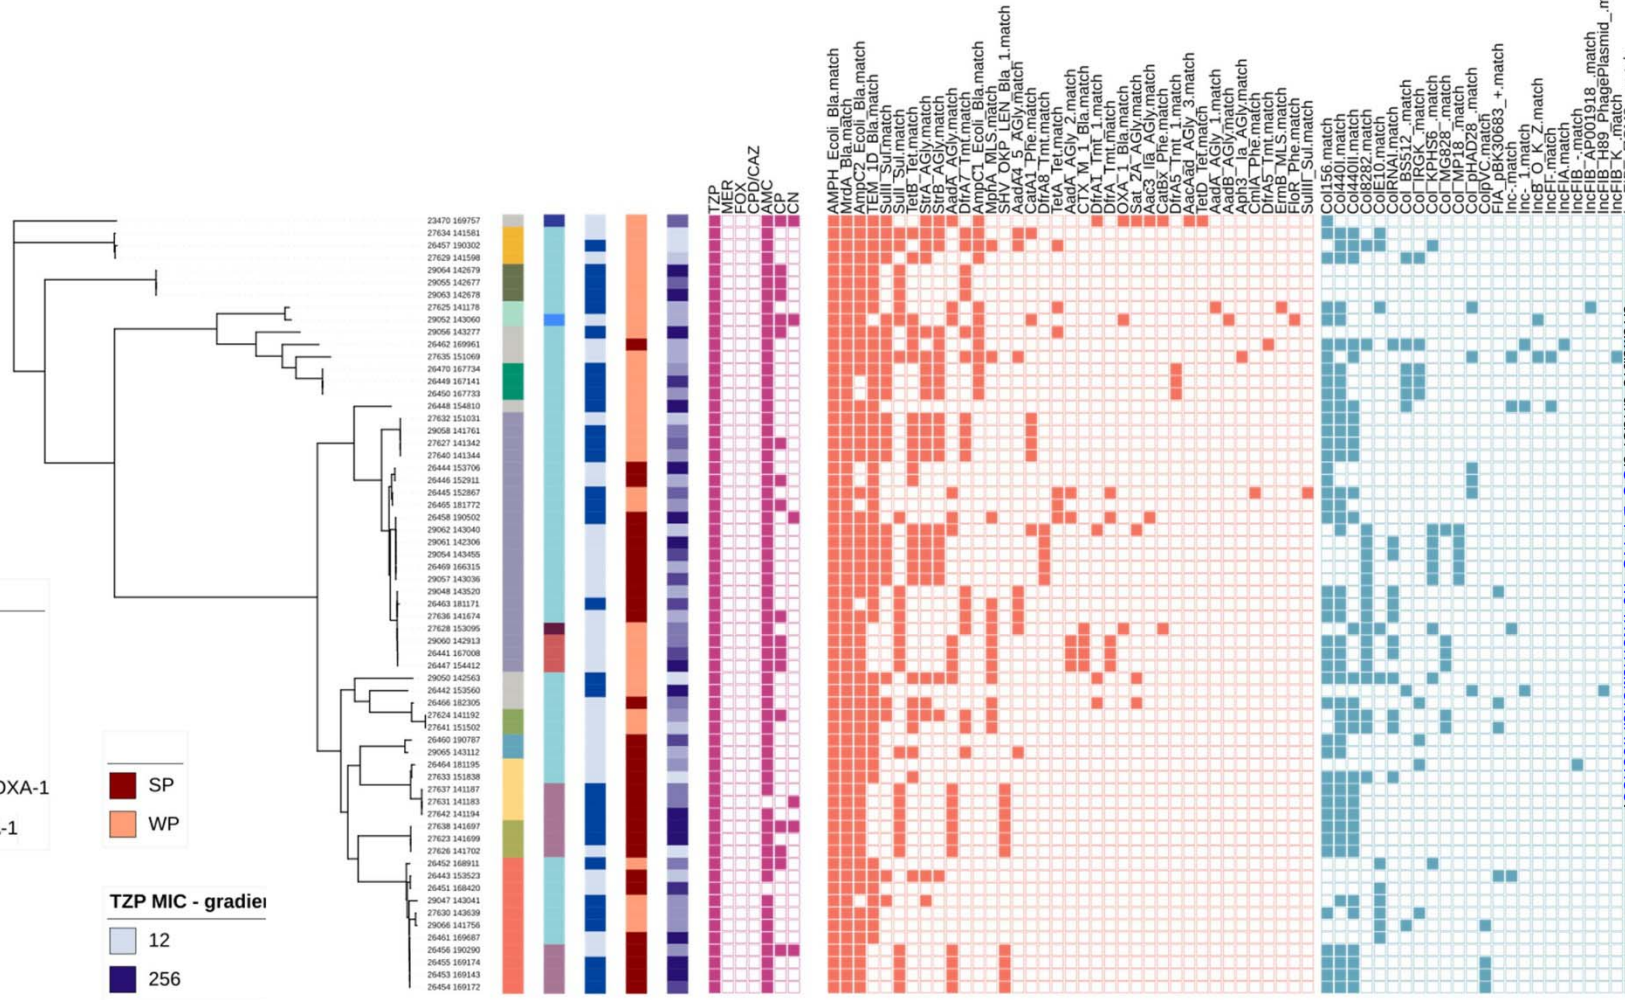 TZP
MER
FOX
CPD/CAZ
AMC
CP
CN
AMPH_Ecoli_Bla.match
MrdA_Bla.match
AmpC2_Ecoli_Bla.match
TEM_1D_Bla.match
SulII_Sul.match
SulI_Sul.match
TetB_Tet.match
StrA_AGly.match
StrB_AGly.match
AadA_AGly.match
DfrA7_Tmt.match
AmpC1_Ecoli_Bla.match
MphA_MLS.match
SHV_OKP_LEN_Bla_1.match
AadA4_5_AGly.match
CatA1_Phe.match
DfrA8_Tmt.match
TetA_Tet.match
AadA_AGly_2.match
CTX_M_1_Bla.match
DfrA1_Tmt_1.match
DfrA_Tmt.match
OXA_1_Bla.match
Sat_2A_AGly.match
Aac3_IIa_AGly.match
CatBx_Phe.match
DfrA5_Tmt_1.match
AacAad_AGly_3.match
TetD_Tet.match
AadA_AGly_1.match
AadB_AGly.match
Aph3__Ia_AGly.match
CmlA_Phe.match
DfrA5_Tmt.match
ErmB_MLS.match
FloR_Phe.match
SulIII_Sul.match
Col156.match
Col440I.match
Col440II.match
Col8282.match
ColE10.match
ColRNAI.match
Col_BS512_.match
Col_IRGK_.match
Col_KPHS6_.match
Col_MG828_.match
Col_MP18_.match
Col_pHAD28_.match
ColpVC.match
FIA_pBK30683_+.match
Inc-.match
Inc-_1.match
IncB_O_K_Z.match
IncFI-.match
IncFIA.match
IncFIB_-.match
IncFIB_AP001918_.match
IncFIB_H89_PhagePlasmid_.m
IncFIB_K_.match
23470 169757
27634 141581
26457 190302
27629 141598
29064 142679
29055 142677
29063 142678
27625 141178
29052 143060
29056 143277
26462 169961
27635 151069
26470 167734
26449 167141
26450 167733
26448 154810
27632 151031
29058 141761
27627 141342
27640 141344
26444 153706
26446 152911
26445 152867
26465 181772
26458 190502
29062 143040
29061 142306
29054 143455
26469 166315
29057 143036
29048 143520
26463 181171
27636 141674
27628 153095
29060 142913
26441 167008
26447 154412
29050 142563
26442 153560
26466 182305
27624 141192
27641 151502
26460 190787
29065 143112
26464 181195
27633 151838
27637 141187
27631 141183
27642 141194
27638 141697
27623 141699
27626 141702
26452 168911
26443 153523
26451 168420
29047 143041
27630 143639
29066 141756
26461 169687
26456 190290
26455 169174
26453 169143
26454 169172
OXA-1
-1
SP
WP
TZP MIC - gradie
12
256